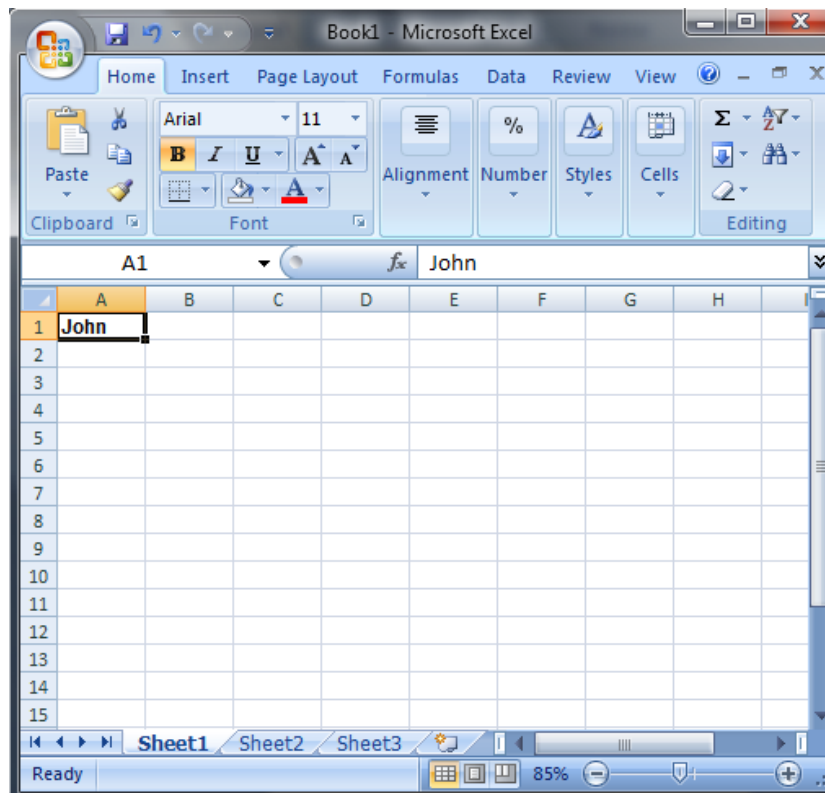 Book1 - Microsoft Excel
Home Insert Page Layout Formulas Data Review View
Arial 11
B I U A A
Paste
A
Σ
A
Z
%
A
Alignment Number Styles Cells
Clipboard Font Editing
A1 fx John
A B C D E F G H I
1 John
2
3
4
5
6
7
8
9
10
11
12
13
14
15
Sheet1 Sheet2 Sheet3
Ready 85%